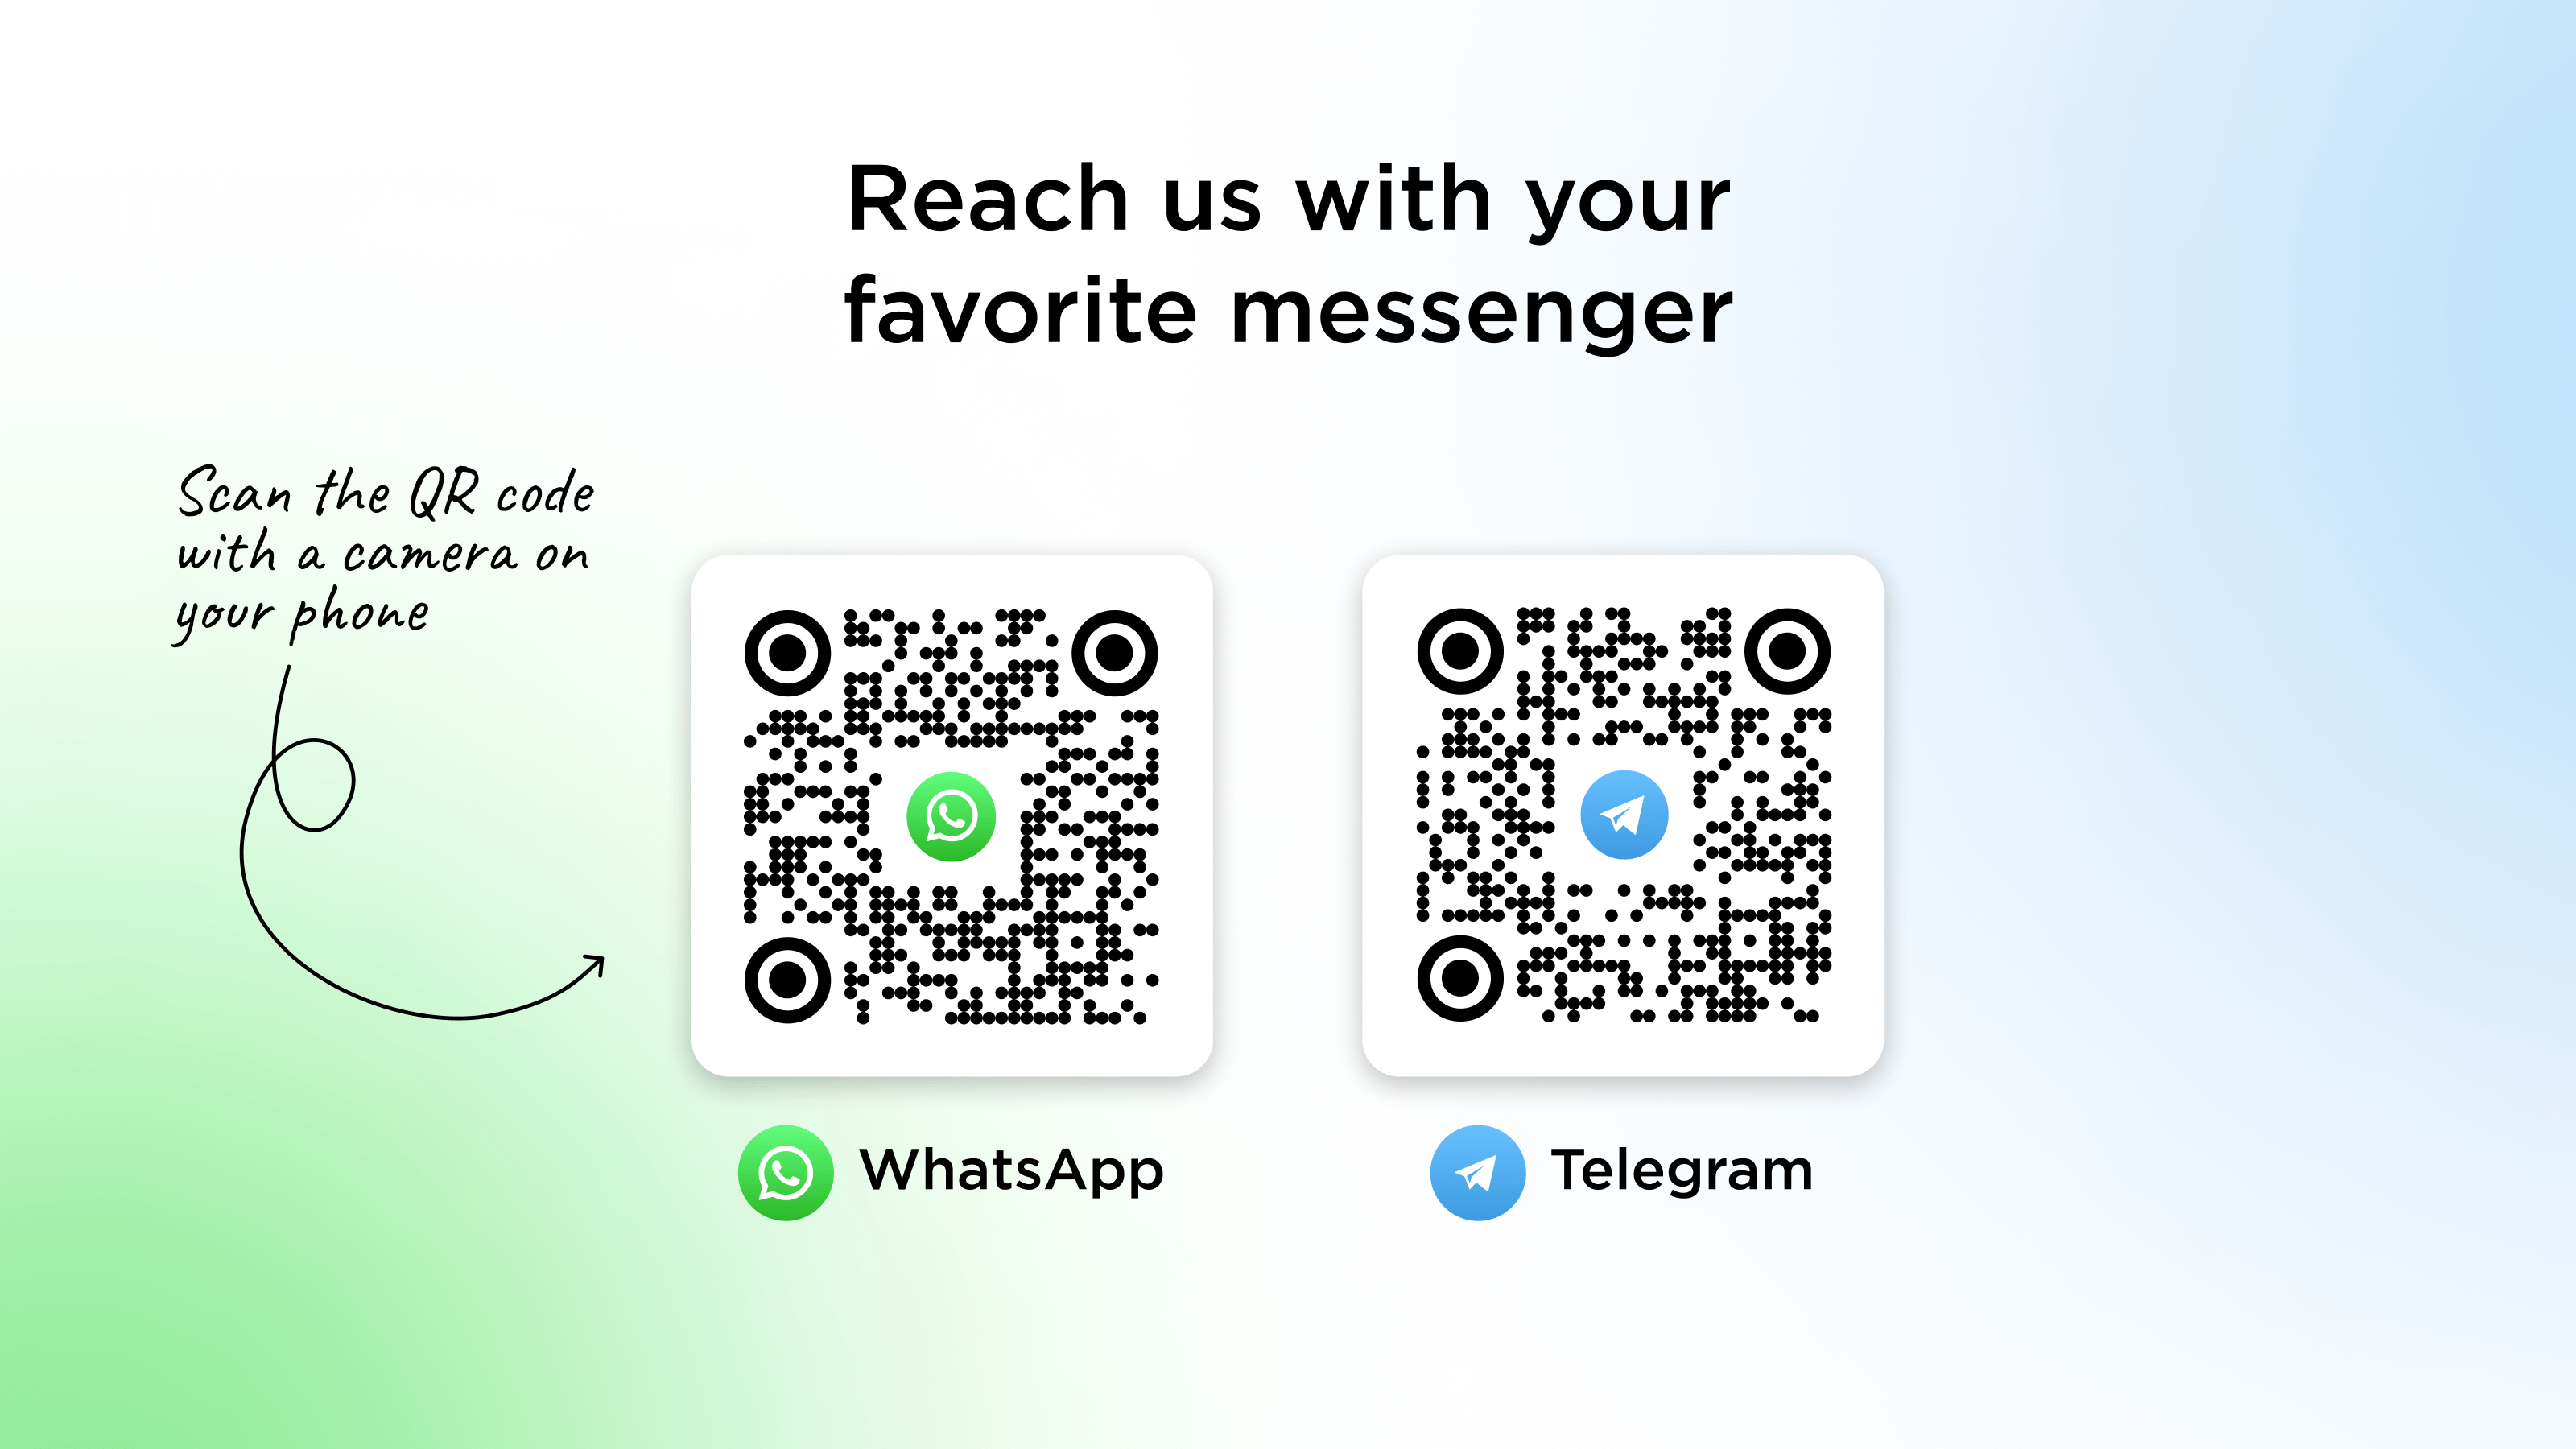 Reach us with your
favorite messenger
Scan the QR code
with a camera on
your phone
WhatsApp
Telegram